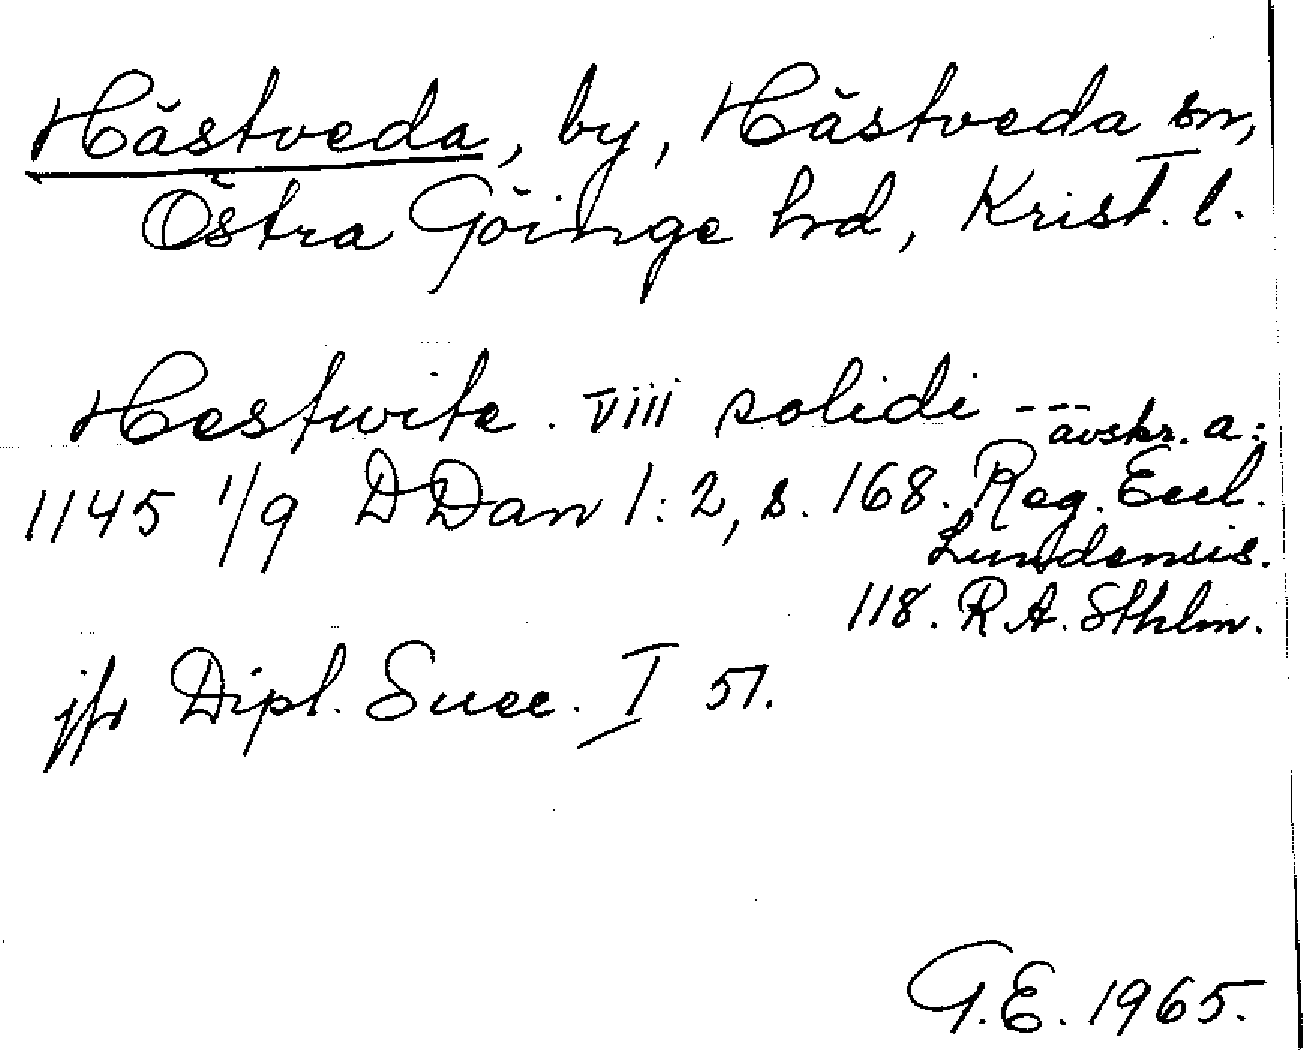 Hästveda, by, Hästveda sn,
Östra Göinge hd, Krist. l.
Hestwite. VIII solidi --- avskr. a:
1145 1/9 DDan 1:2, s. 168. Reg. Eccl.
Lundensis.
118. R.A. Sthlm.
jfr Dipl. Suec. I 51.
G.E. 1965.